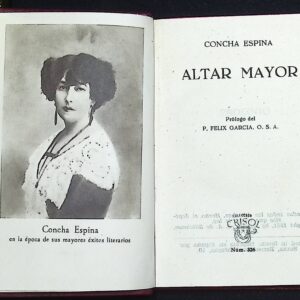 Concha Espina
en la época de sus mayores éxitos literarios
CONCHA ESPINA
ALTAR MAYOR
Prólogo del
P. FELIX GARCIA, O. S. A.
CRISOL
Núm. 326